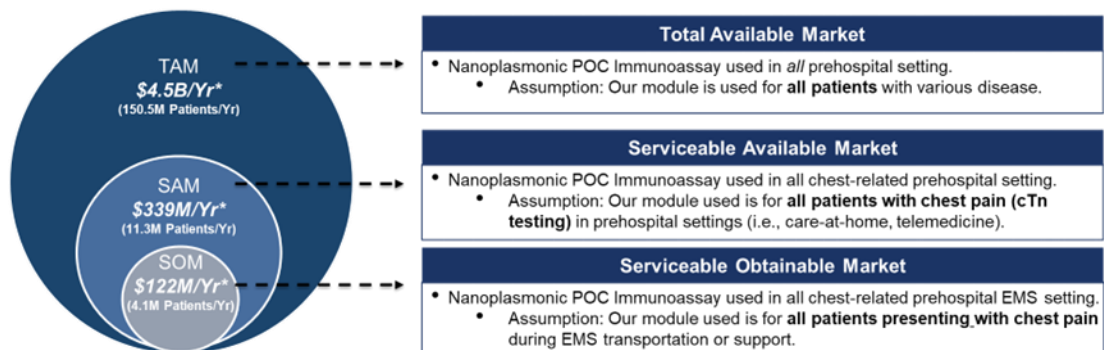 TAM
$4.5B/Yr*
(150.5M Patients/Yr)
SAM
$339M/Yr*
(11.3M Patients/Yr)
SOM
$122M/Yr*
(4.1M Patients/Yr)
Total Available Market
• Nanoplasmonic POC Immunoassay used in all prehospital setting.
• Assumption: Our module is used for all patients with various disease.
Serviceable Available Market
• Nanoplasmonic POC Immunoassay used in all chest-related prehospital setting.
• Assumption: Our module used is for all patients with chest pain (cTn
testing) in prehospital settings (i.e., care-at-home, telemedicine).
Serviceable Obtainable Market
• Nanoplasmonic POC Immunoassay used in all chest-related prehospital EMS setting.
• Assumption: Our module used is for all patients presenting with chest pain
during EMS transportation or support.